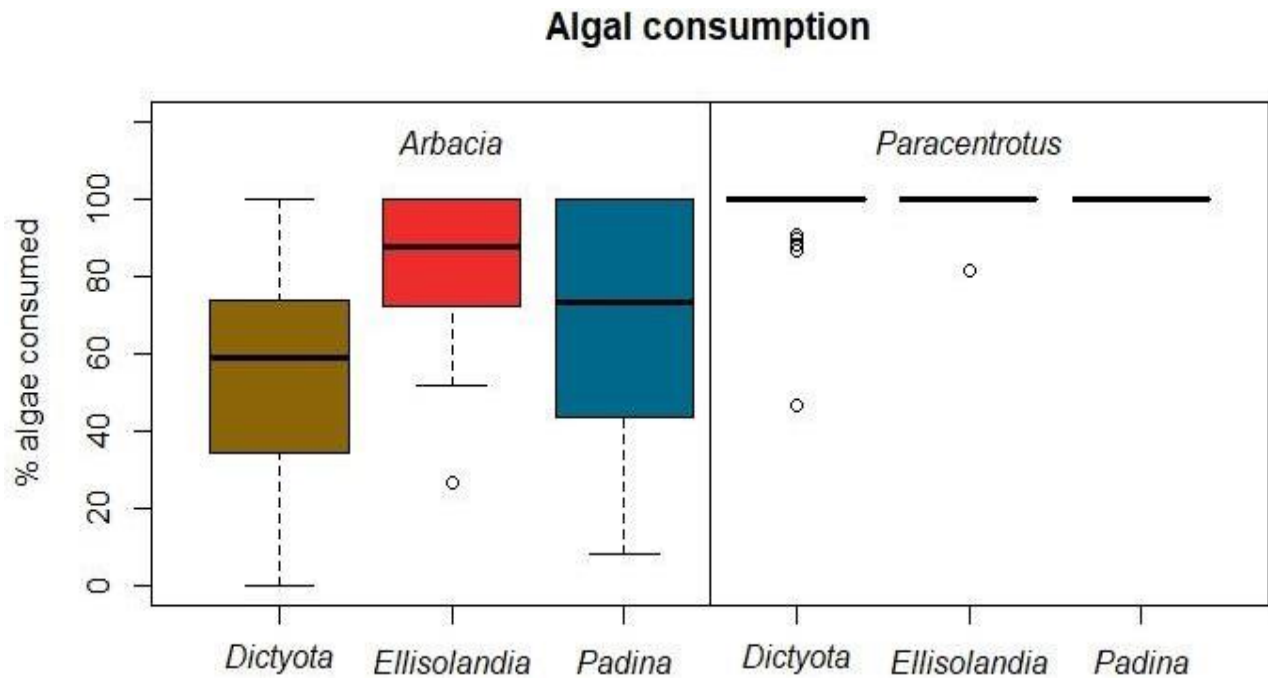 Algal consumption
Arbacia
Paracentrotus
% algae consumed
100
80
60
40
20
0
Dictyota Ellisolandia Padina Dictyota Ellisolandia Padina